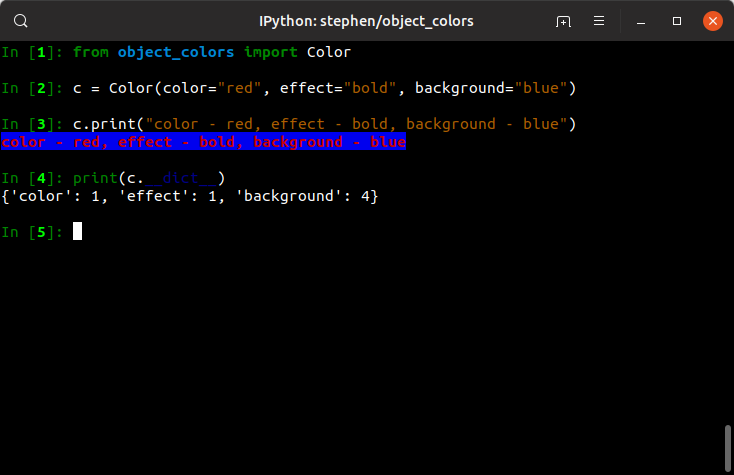 IPython: stephen/object_colors
In [1]: from object_colors import Color
In [2]: c = Color(color="red", effect="bold", background="blue")
In [3]: c.print("color - red, effect - bold, background - blue")
color - red, effect - bold, background - blue
In [4]: print(c.__dict__)
{'color': 1, 'effect': 1, 'background': 4}
In [5]: